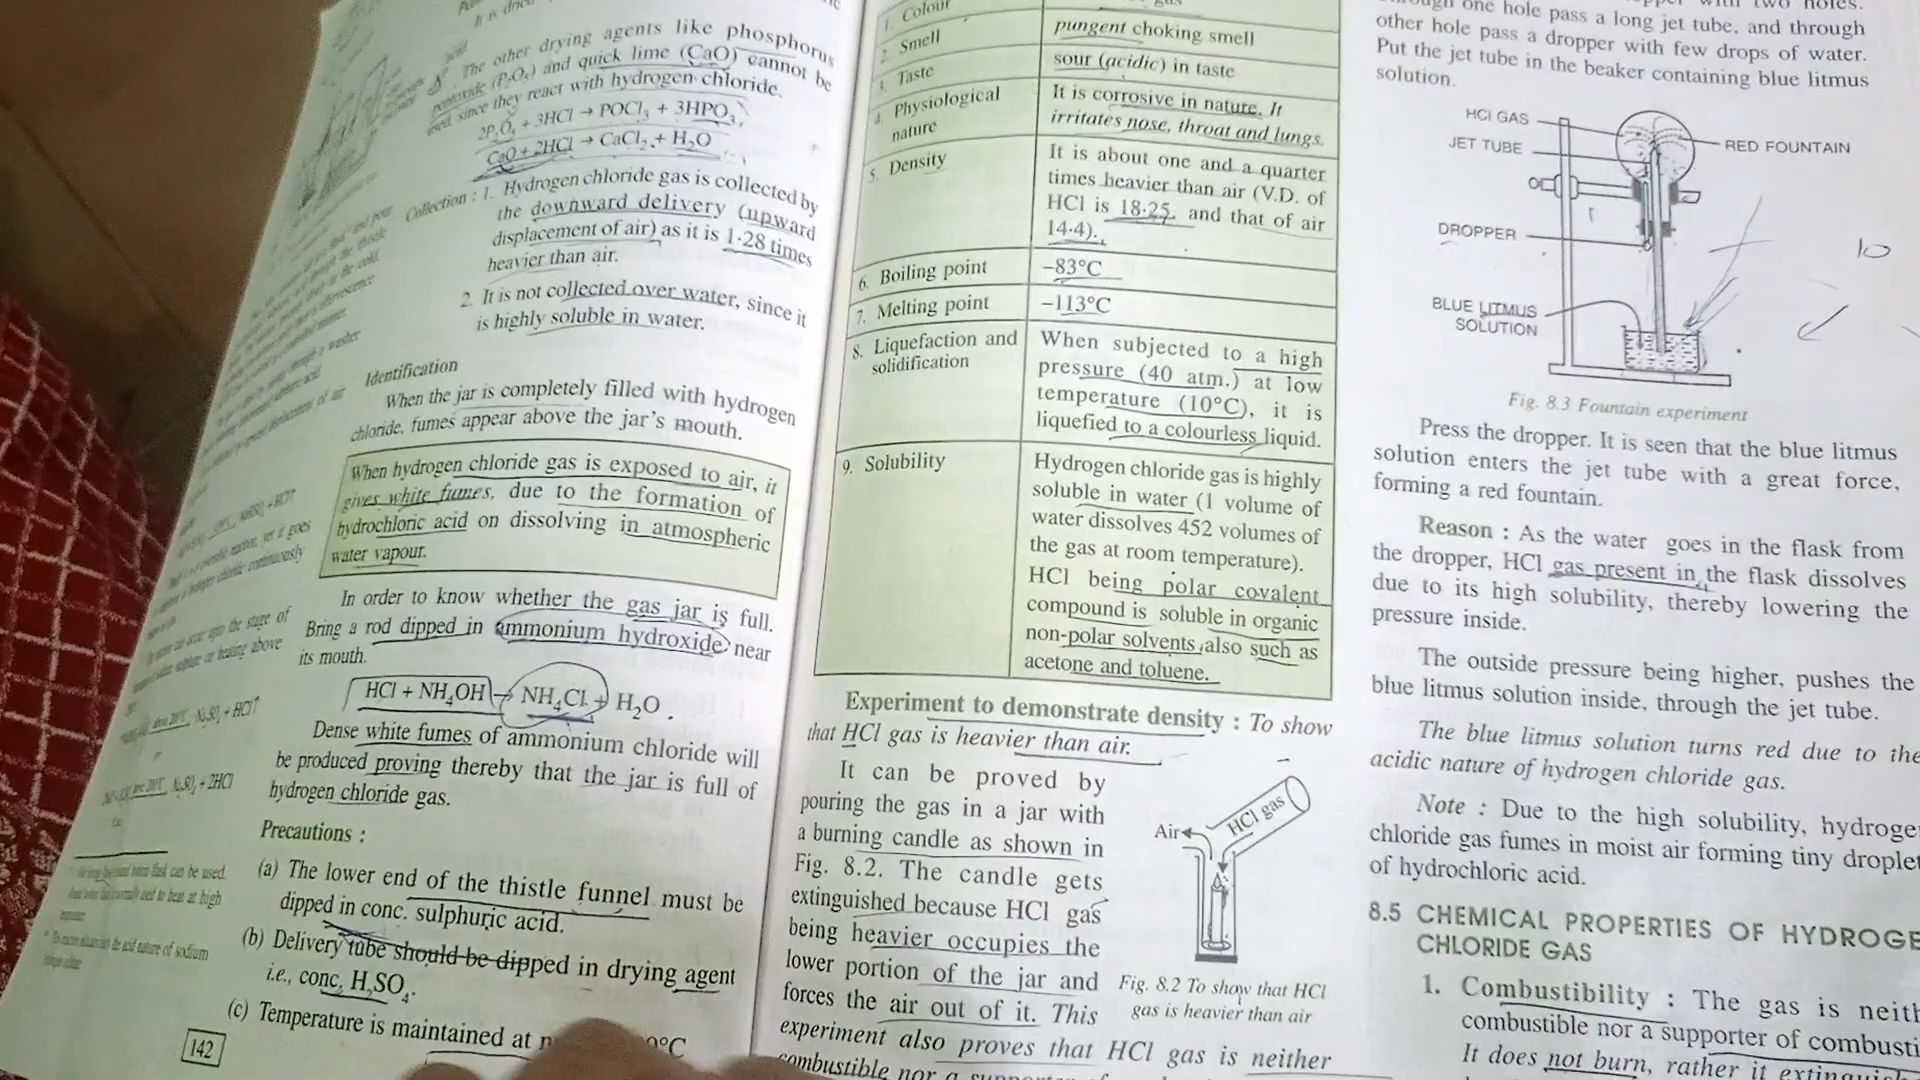 It is
The other drying agents like phosphorus
pentoxide (P₂O₅) and quick lime (CaO) cannot be
used, since they react with hydrogen chloride.
2P₂O₅ + 3HCl → POCl₃ + 3HPO₃,
CaO + 2HCl → CaCl₂ + H₂O
Collection : 1. Hydrogen chloride gas is collected by
the downward delivery (upward
displacement of air) as it is 1·28 times
heavier than air.
2. It is not collected over water, since it
is highly soluble in water.
Identification
When the jar is completely filled with hydrogen
chloride, fumes appear above the jar's mouth.
When hydrogen chloride gas is exposed to air, it
gives white fumes, due to the formation of
hydrochloric acid on dissolving in atmospheric
water vapour.
In order to know whether the gas jar is full.
Bring a rod dipped in ammonium hydroxide near
its mouth.
HCl + NH₄OH → NH₄Cl + H₂O
Dense white fumes of ammonium chloride will
be produced proving thereby that the jar is full of
hydrogen chloride gas.
Precautions :
(a) The lower end of the thistle funnel must be
dipped in conc. sulphuric acid.
(b) Delivery tube should be dipped in drying agent
i.e., conc. H₂SO₄.
(c) Temperature is maintained at
0°C
142
1. Colour
gas
2. Smell
pungent choking smell
3. Taste
sour (acidic) in taste
4. Physiological
nature
It is corrosive in nature. It
irritates nose, throat and lungs.
5. Density
It is about one and a quarter
times heavier than air (V.D. of
HCl is 18·25, and that of air
14·4).
6. Boiling point
–83°C
7. Melting point
–113°C
8. Liquefaction and
solidification
When subjected to a high
pressure (40 atm.) at low
temperature (10°C), it is
liquefied to a colourless liquid.
9. Solubility
Hydrogen chloride gas is highly
soluble in water (1 volume of
water dissolves 452 volumes of
the gas at room temperature).
HCl being polar covalent
compound is soluble in organic
non-polar solvents also such as
acetone and toluene.
Experiment to demonstrate density : To show
that HCl gas is heavier than air.
It can be proved by
pouring the gas in a jar with
a burning candle as shown in
Fig. 8.2. The candle gets
extinguished because HCl gas
being heavier occupies the
lower portion of the jar and
forces the air out of it. This
experiment also proves that HCl gas is neither
combustible nor a
Air
HCl gas
Fig. 8.2 To show that HCl
gas is heavier than air
with two holes.
one hole pass a long jet tube, and through
other hole pass a dropper with few drops of water.
Put the jet tube in the beaker containing blue litmus
solution.
HCl GAS
JET TUBE
RED FOUNTAIN
DROPPER
10
BLUE LITMUS
SOLUTION
Fig. 8.3 Fountain experiment
Press the dropper. It is seen that the blue litmus
solution enters the jet tube with a great force,
forming a red fountain.
Reason : As the water goes in the flask from
the dropper, HCl gas present in the flask dissolves
due to its high solubility, thereby lowering the
pressure inside.
The outside pressure being higher, pushes the
blue litmus solution inside, through the jet tube.
The blue litmus solution turns red due to the
acidic nature of hydrogen chloride gas.
Note : Due to the high solubility, hydroge
chloride gas fumes in moist air forming tiny drople
of hydrochloric acid.
8.5 CHEMICAL PROPERTIES OF HYDROGE
CHLORIDE GAS
1. Combustibility : The gas is neith
combustible nor a supporter of combusti
It does not burn, rather it extinguish